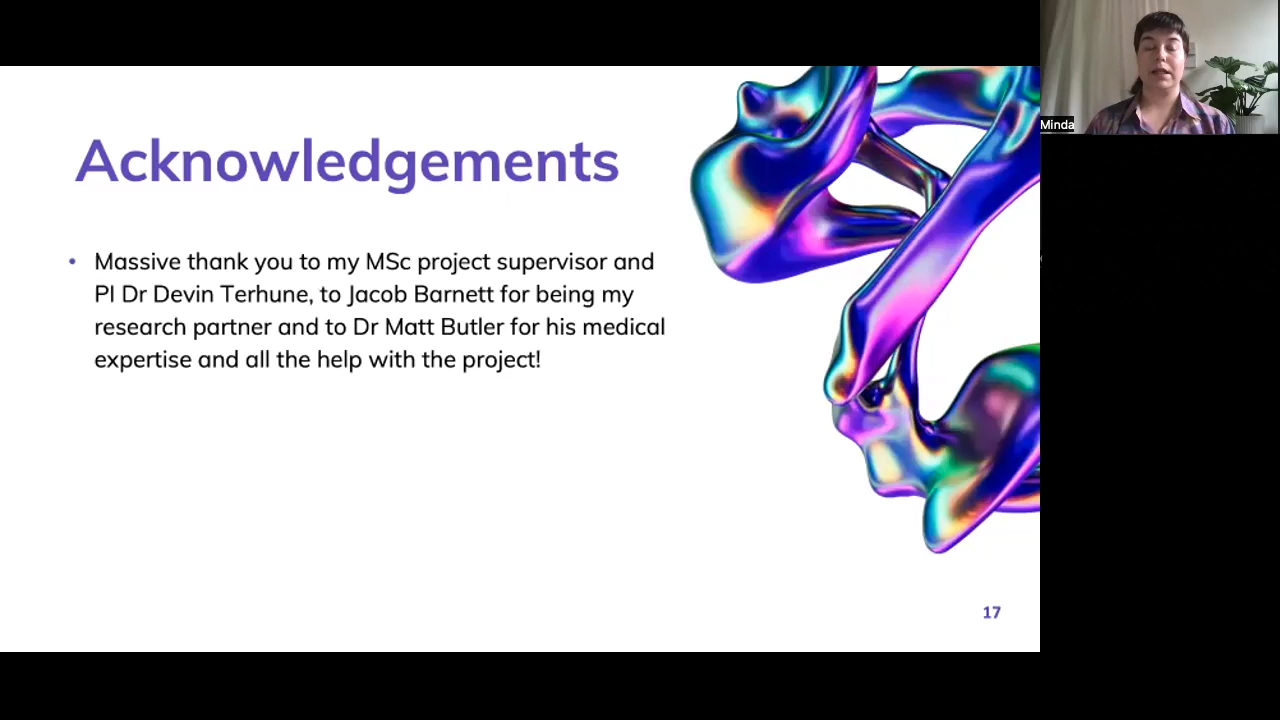 Acknowledgements
• Massive thank you to my MSc project supervisor and
PI Dr Devin Terhune, to Jacob Barnett for being my
research partner and to Dr Matt Butler for his medical
expertise and all the help with the project!
17
Minda